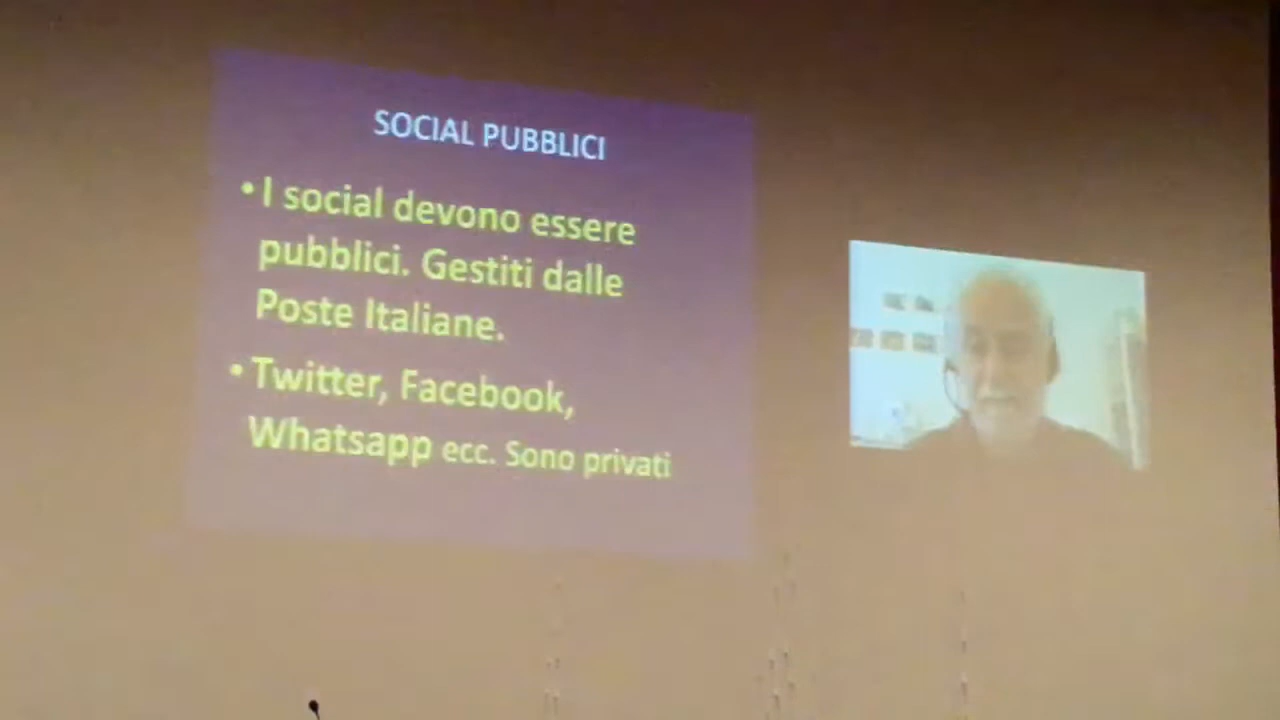 SOCIAL PUBBLICI
• I social devono essere
pubblici. Gestiti dalle
Poste Italiane.
• Twitter, Facebook,
Whatsapp ecc. Sono privati